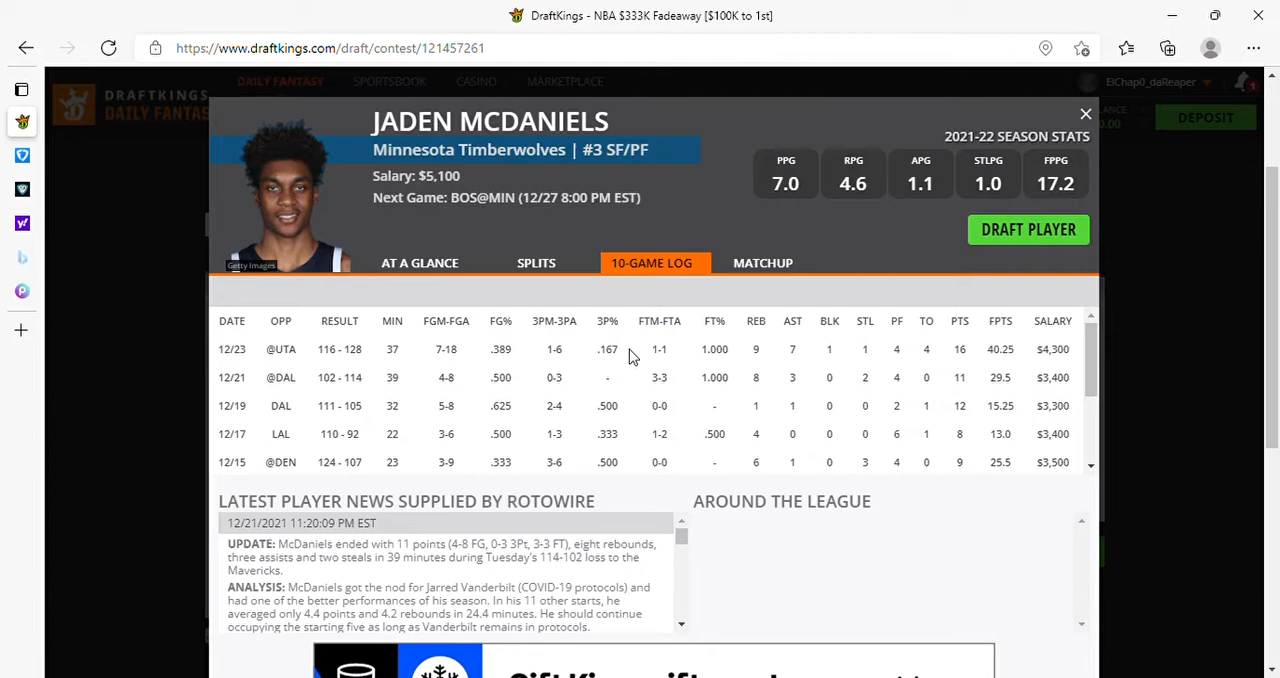 DraftKings - NBA $333K Fadeaway [$100K to 1st]
https://www.draftkings.com/draft/contest/121457261
DAILY FANTASY SPORTSBOOK CASINO MARKETPLACE
ElChap0_daReaper
1
DRAFTKINGS
DAILY FANTAS
ANCE
0.00
DEPOSIT
JADEN MCDANIELS
Minnesota Timberwolves | #3 SF/PF
Salary: $5,100
Next Game: BOS@MIN (12/27 8:00 PM EST)
2021-22 SEASON STATS
PPG RPG APG STLPG FPPG
7.0 4.6 1.1 1.0 17.2
DRAFT PLAYER
Getty Images
AT A GLANCE SPLITS 10-GAME LOG MATCHUP
DATE OPP RESULT MIN FGM-FGA FG% 3PM-3PA 3P% FTM-FTA FT% REB AST BLK STL PF TO PTS FPTS SALARY
12/23 @UTA 116 - 128 37 7-18 .389 1-6 .167 1-1 1.000 9 7 1 1 4 4 16 40.25 $4,300
12/21 @DAL 102 - 114 39 4-8 .500 0-3 - 3-3 1.000 8 3 0 2 4 0 11 29.5 $3,400
12/19 DAL 111 - 105 32 5-8 .625 2-4 .500 0-0 - 1 1 0 0 2 1 12 15.25 $3,300
12/17 LAL 110 - 92 22 3-6 .500 1-3 .333 1-2 .500 4 0 0 0 6 1 8 13.0 $3,400
12/15 @DEN 124 - 107 23 3-9 .333 3-6 .500 0-0 - 6 1 0 3 4 0 9 25.5 $3,500
LATEST PLAYER NEWS SUPPLIED BY ROTOWIRE
AROUND THE LEAGUE
12/21/2021 11:20:09 PM EST
UPDATE: McDaniels ended with 11 points (4-8 FG, 0-3 3Pt, 3-3 FT), eight rebounds,
three assists and two steals in 39 minutes during Tuesday's 114-102 loss to the
Mavericks.
ANALYSIS: McDaniels got the nod for Jarred Vanderbilt (COVID-19 protocols) and
had one of the better performances of his season. In his 11 other starts, he
averaged only 4.4 points and 4.2 rebounds in 24.4 minutes. He should continue
occupying the starting five as long as Vanderbilt remains in protocols.